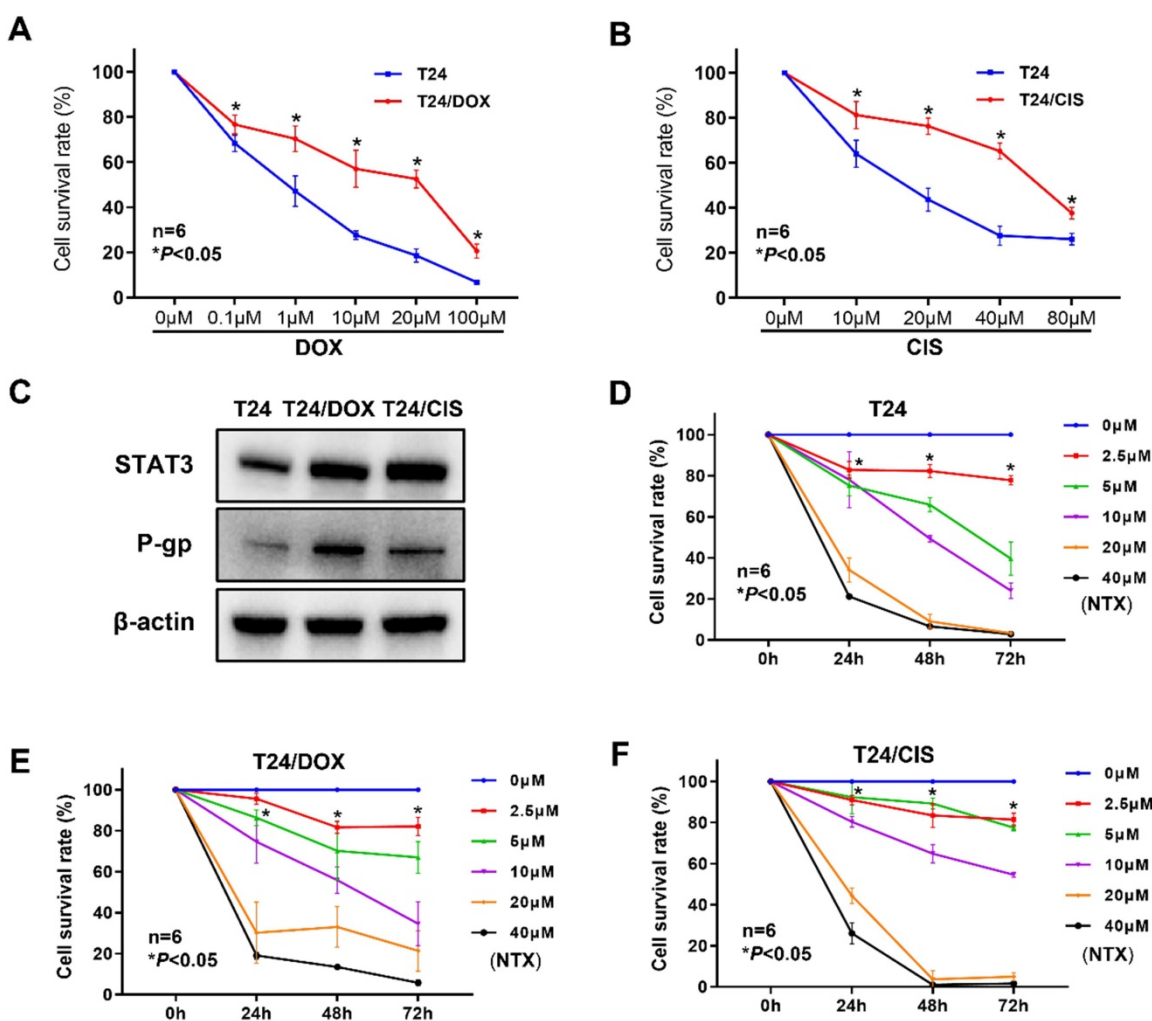 A
Cell survival rate (%)
100
80
60
40
20
0
T24
T24/DOX
* * * * *
n=6
*P<0.05
0μM 0.1μM 1μM 10μM 20μM 100μM
DOX
B
Cell survival rate (%)
100
80
60
40
20
0
T24
T24/CIS
* * * *
n=6
*P<0.05
0μM 10μM 20μM 40μM 80μM
CIS
C
T24 T24/DOX T24/CIS
STAT3
P-gp
β-actin
D
T24
Cell survival rate (%)
100
80
60
40
20
0
* * *
n=6
*P<0.05
0h 24h 48h 72h
0μM
2.5μM
5μM
10μM
20μM
40μM
(NTX)
E
T24/DOX
Cell survival rate (%)
100
80
60
40
20
0
* * *
n=6
*P<0.05
0h 24h 48h 72h
0μM
2.5μM
5μM
10μM
20μM
40μM
(NTX)
F
T24/CIS
Cell survival rate (%)
100
80
60
40
20
0
* * *
n=6
*P<0.05
0h 24h 48h 72h
0μM
2.5μM
5μM
10μM
20μM
40μM
(NTX)